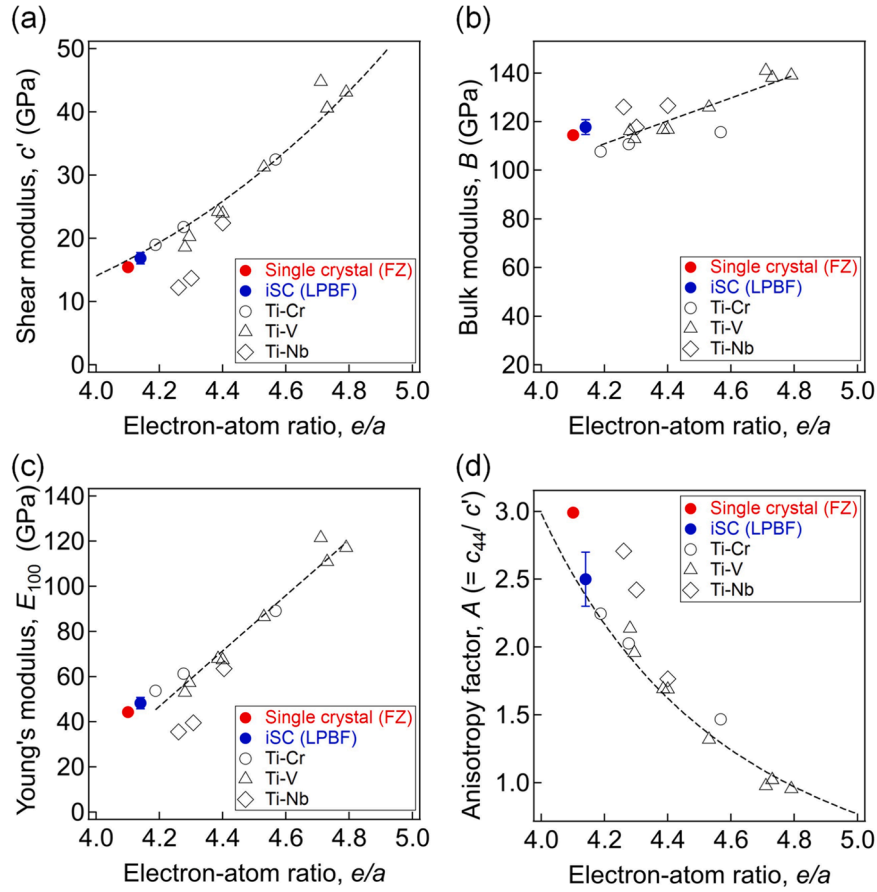 (a)
Shear modulus, c' (GPa)
60
50
40
30
20
10
0
4.0 4.2 4.4 4.6 4.8 5.0
Electron-atom ratio, e/a
Single crystal (FZ)
iSC (LPBF)
Ti-Cr
Ti-V
Ti-Nb
(b)
Bulk modulus, B (GPa)
140
120
100
80
60
40
20
4.0 4.2 4.4 4.6 4.8 5.0
Electron-atom ratio, e/a
Single crystal (FZ)
iSC (LPBF)
Ti-Cr
Ti-V
Ti-Nb
(c)
Young's modulus, E100 (GPa)
140
120
100
80
60
40
20
0
4.0 4.2 4.4 4.6 4.8 5.0
Electron-atom ratio, e/a
Single crystal (FZ)
iSC (LPBF)
Ti-Cr
Ti-V
Ti-Nb
(d)
Anisotropy factor, A (= c44/ c')
3.0
2.5
2.0
1.5
1.0
4.0 4.2 4.4 4.6 4.8 5.0
Electron-atom ratio, e/a
Single crystal (FZ)
iSC (LPBF)
Ti-Cr
Ti-V
Ti-Nb